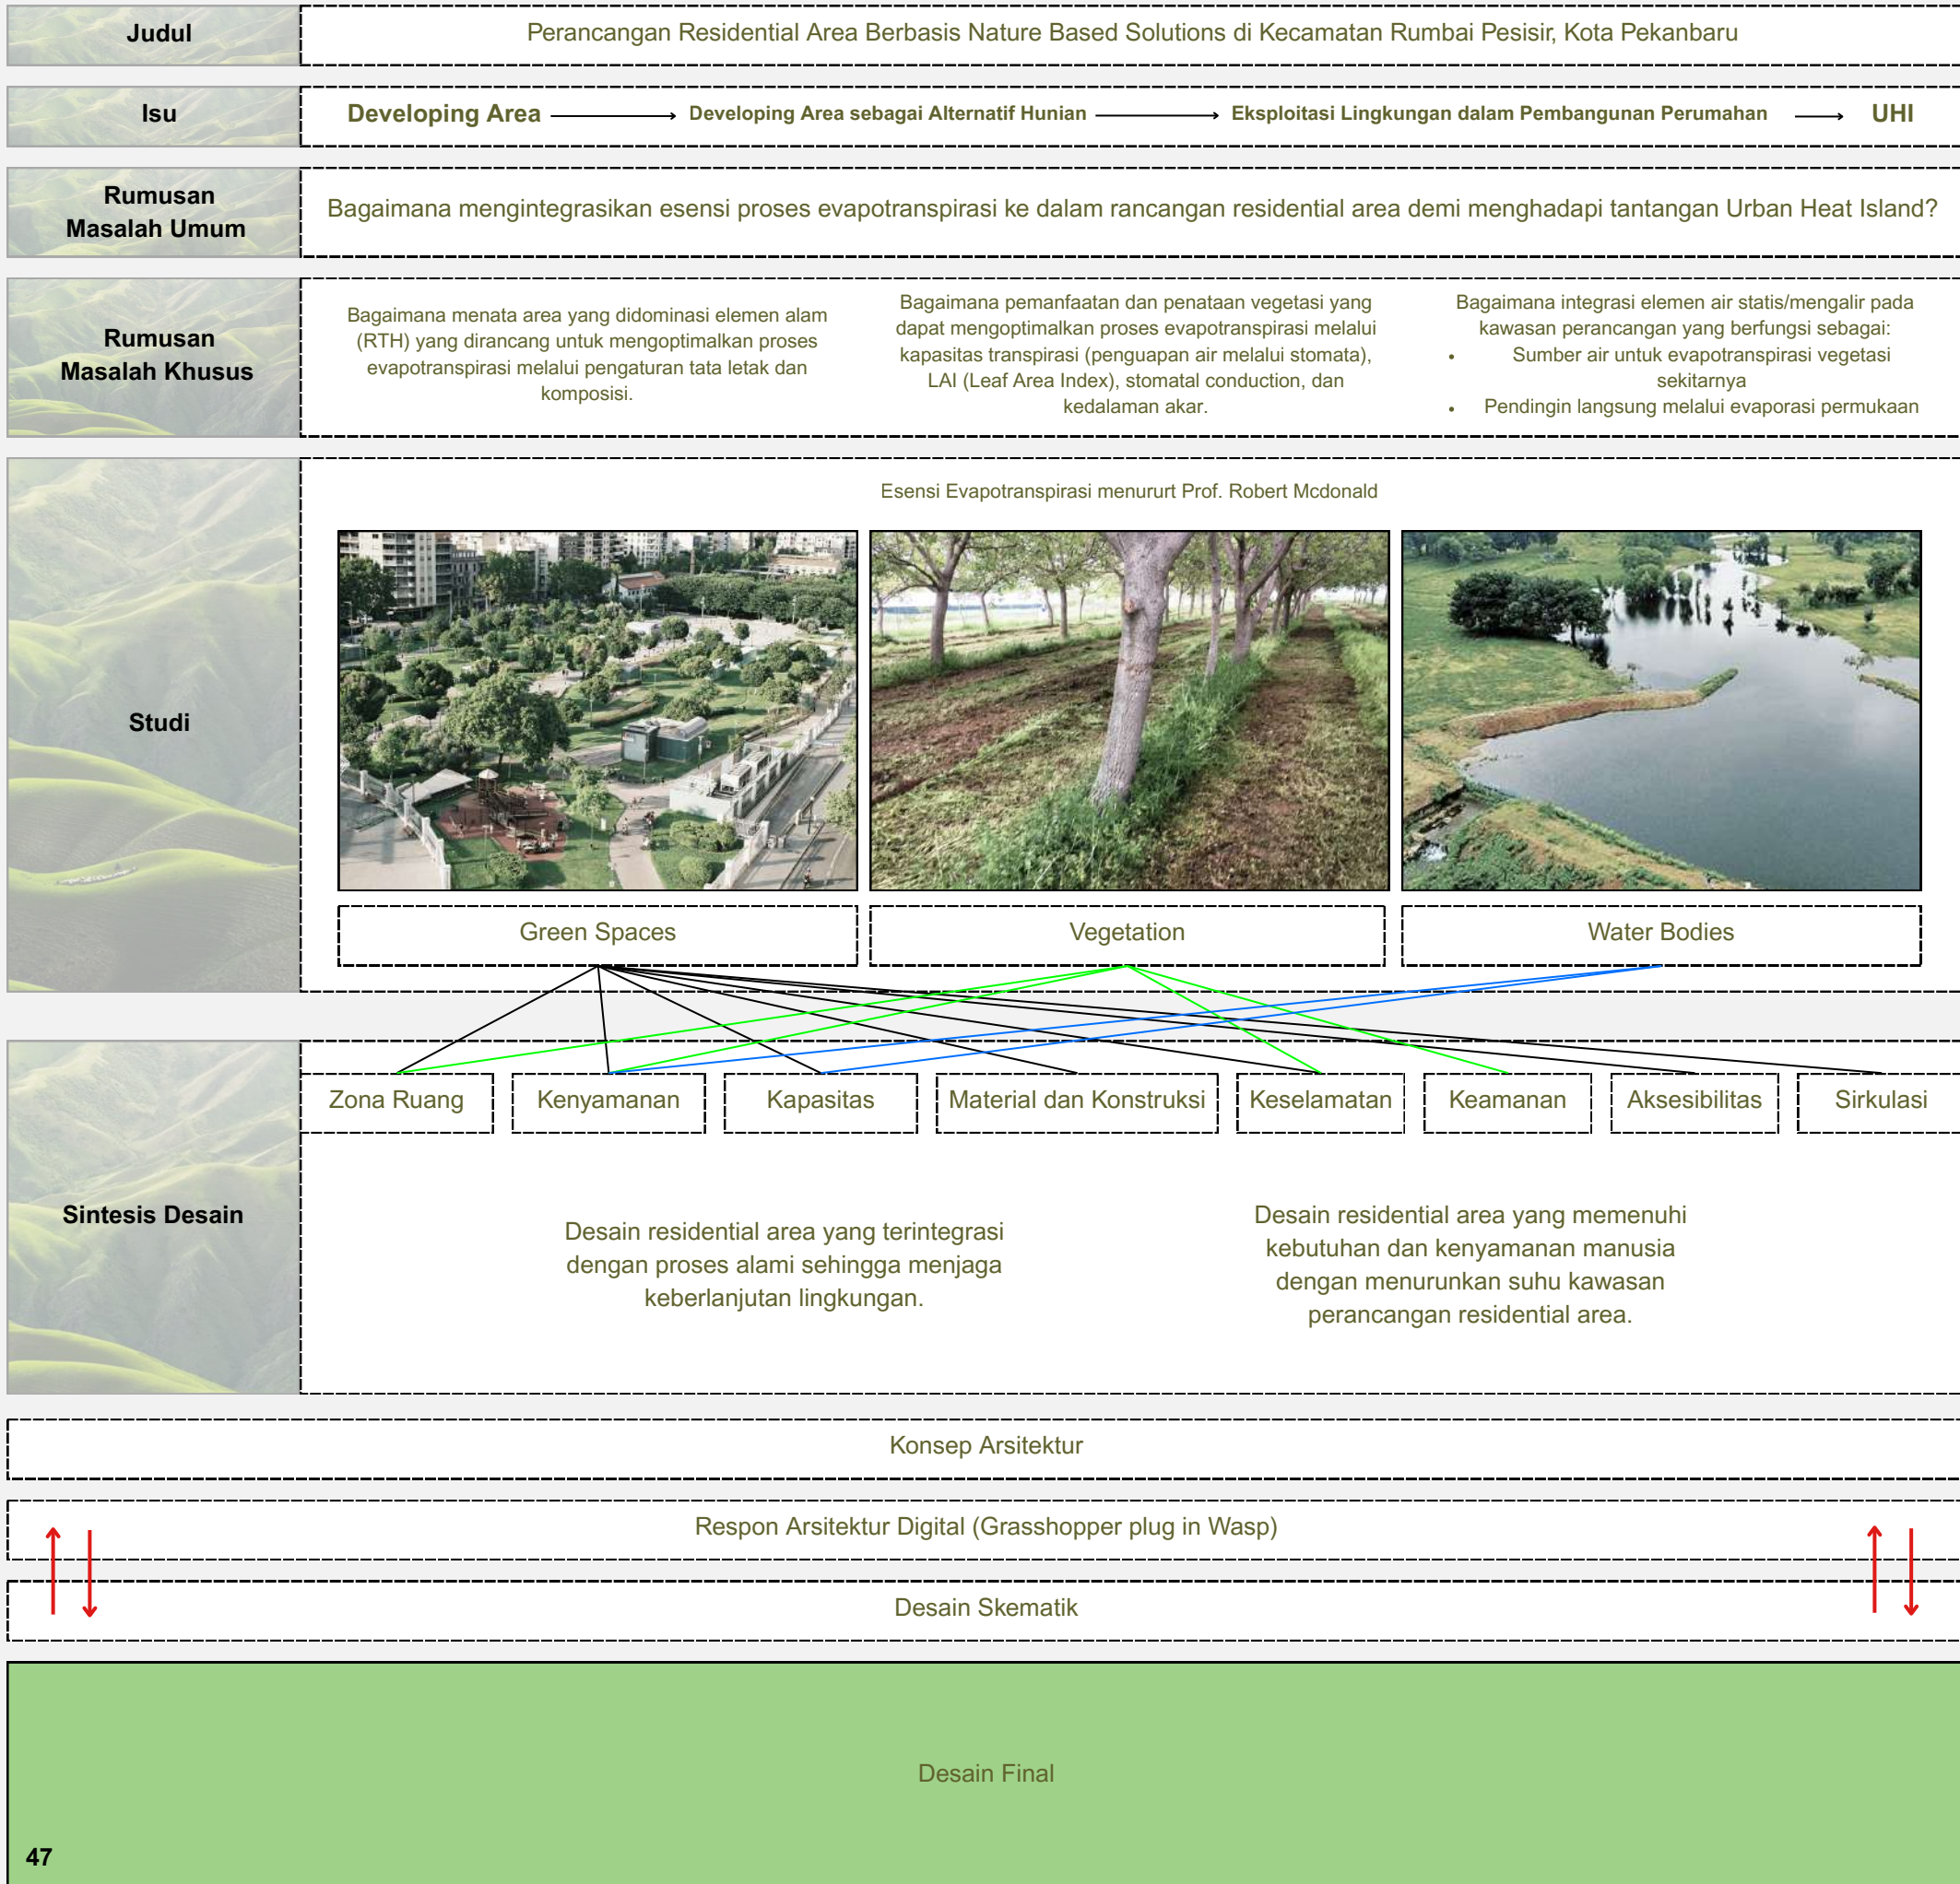 Judul
Perancangan Residential Area Berbasis Nature Based Solutions di Kecamatan Rumbai Pesisir, Kota Pekanbaru
Isu
Developing Area
Developing Area sebagai Alternatif Hunian
Eksploitasi Lingkungan dalam Pembangunan Perumahan
UHI
Rumusan
Masalah Umum
Bagaimana mengintegrasikan esensi proses evapotranspirasi ke dalam rancangan residential area demi menghadapi tantangan Urban Heat Island?
Rumusan
Masalah Khusus
Bagaimana menata area yang didominasi elemen alam
(RTH) yang dirancang untuk mengoptimalkan proses
evapotranspirasi melalui pengaturan tata letak dan
komposisi.
Bagaimana pemanfaatan dan penataan vegetasi yang
dapat mengoptimalkan proses evapotranspirasi melalui
kapasitas transpirasi (penguapan air melalui stomata),
LAI (Leaf Area Index), stomatal conduction, dan
kedalaman akar.
Bagaimana integrasi elemen air statis/mengalir pada
kawasan perancangan yang berfungsi sebagai:
• Sumber air untuk evapotranspirasi vegetasi
sekitarnya
• Pendingin langsung melalui evaporasi permukaan
Studi
Esensi Evapotranspirasi menururt Prof. Robert Mcdonald
Green Spaces
Vegetation
Water Bodies
Sintesis Desain
Zona Ruang
Kenyamanan
Kapasitas
Material dan Konstruksi
Keselamatan
Keamanan
Aksesibilitas
Sirkulasi
Desain residential area yang terintegrasi
dengan proses alami sehingga menjaga
keberlanjutan lingkungan.
Desain residential area yang memenuhi
kebutuhan dan kenyamanan manusia
dengan menurunkan suhu kawasan
perancangan residential area.
Konsep Arsitektur
Respon Arsitektur Digital (Grasshopper plug in Wasp)
Desain Skematik
Desain Final
47